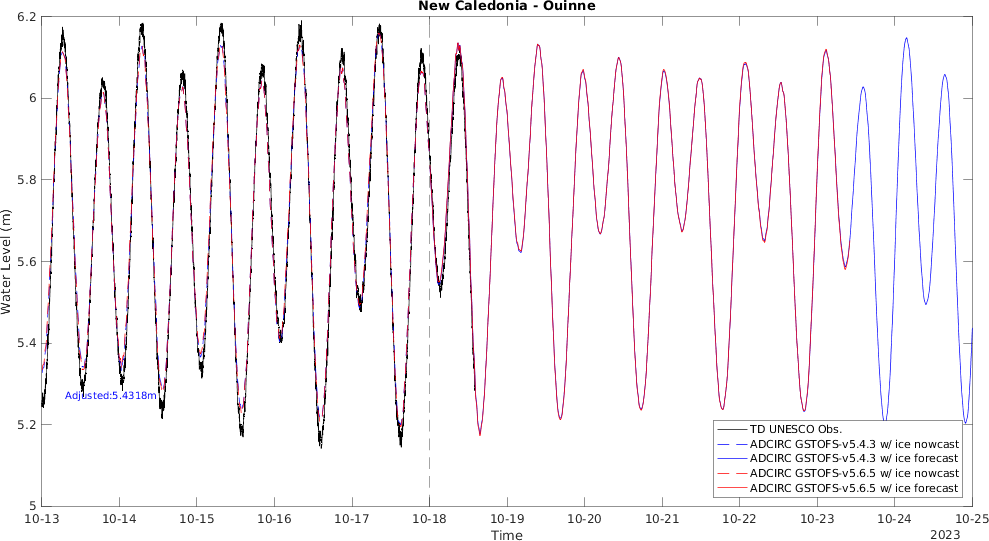 New Caledonia - Ouinne
6.2
6
5.8
5.6
5.4
5.2
5
Water Level (m)
Adjusted:5.4318m
TD UNESCO Obs.
ADCIRC GSTOFS-v5.4.3 w/ ice nowcast
ADCIRC GSTOFS-v5.4.3 w/ ice forecast
ADCIRC GSTOFS-v5.6.5 w/ ice nowcast
ADCIRC GSTOFS-v5.6.5 w/ ice forecast
10-13 10-14 10-15 10-16 10-17 10-18 10-19 10-20 10-21 10-22 10-23 10-24 10-25
Time
2023